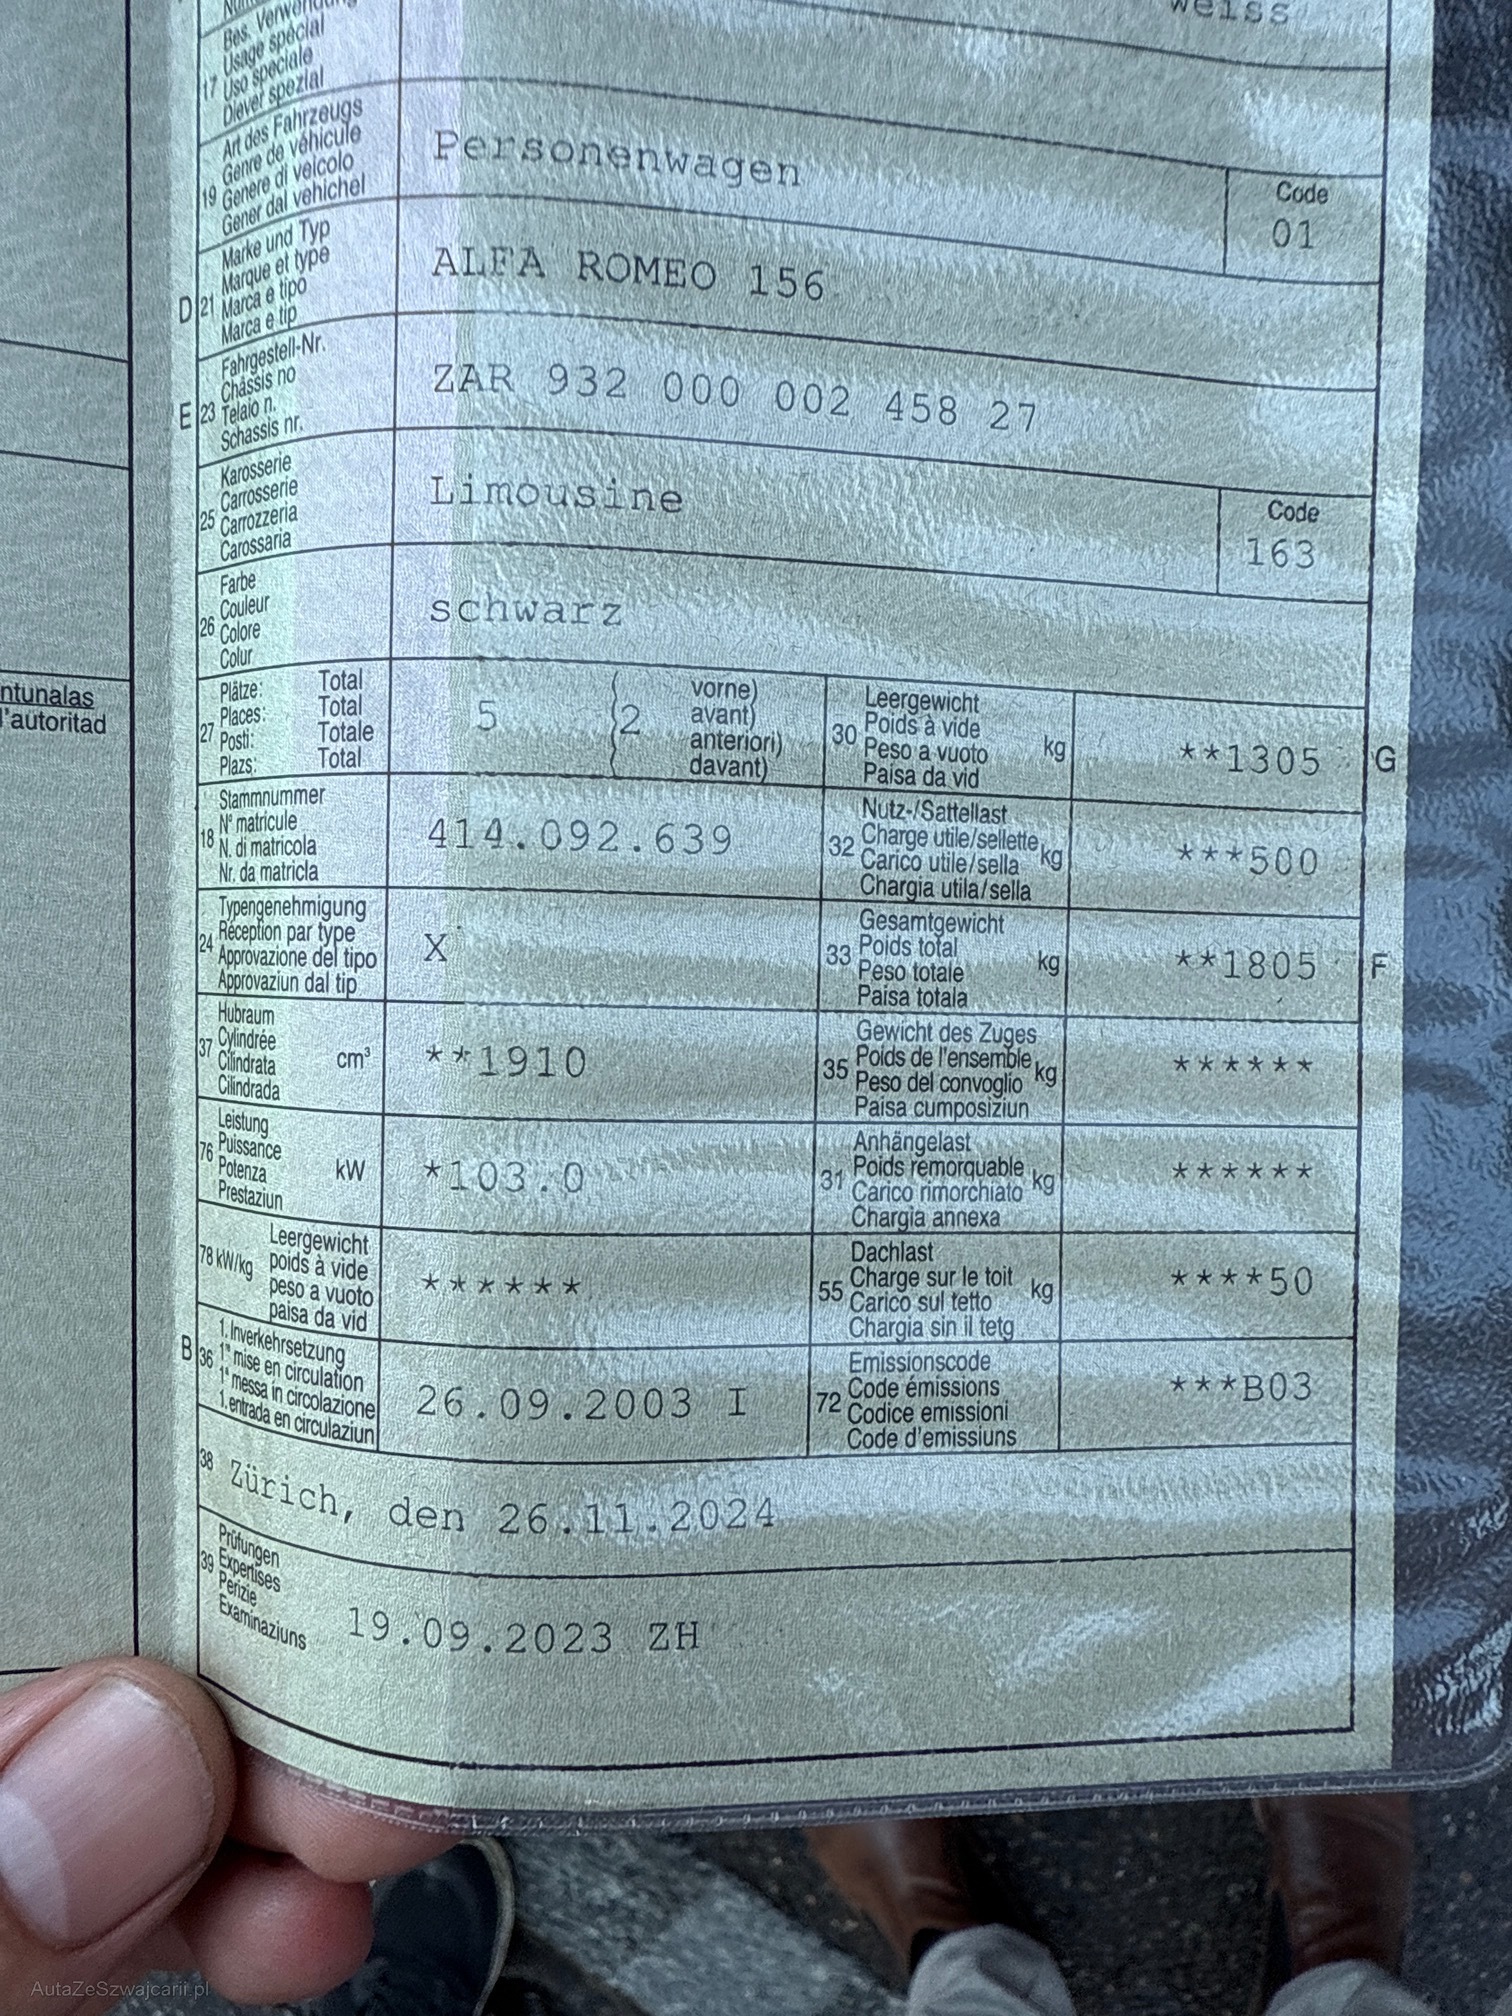 weiss
Bes. Verwendung
Usage spécial
17 Uso speciale
Diever spezial
Art des Fahrzeugs
Genre de véhicule
19 Genere di veicolo
Gener dal vehichel
Personenwagen
Code
01
Marke und Typ
Marque et type
D 21 Marca e tipo
Marca e tip
ALFA ROMEO 156
Fahrgestell-Nr.
Châssis no
E 23 Telaio n.
Schassis nr.
ZAR 932 000 002 458 27
Karosserie
Carrosserie
25 Carrozzeria
Carossaria
Limousine
Code
163
Farbe
Couleur
26 Colore
Colur
schwarz
ntunalas
l'autoritad
Plätze: Total
Places: Total
27 Posti: Totale
Plazs: Total
5 2
vorne)
avant)
anteriori)
davant)
Leergewicht
30 Poids à vide
Peso a vuoto kg
Paisa da vid
**1305 G
Stammnummer
18 N° matricule
N. di matricola
Nr. da matricla
414.092.639
Nutz-/Sattellast
32 Charge utile/sellette kg
Carico utile/sella
Chargia utila/sella
***500
Typengenehmigung
24 Réception par type
Approvazione del tipo
Approvaziun dal tip
X
Gesamtgewicht
33 Poids total kg
Peso totale
Paisa totala
**1805 F
Hubraum
37 Cylindrée
Cilindrata cm³
Cilindrada
**1910
Gewicht des Zuges
35 Poids de l'ensemble kg
Peso del convoglio
Paisa cumposiziun
******
Leistung
76 Puissance
Potenza kW
Prestaziun
*103.0
Anhängelast
31 Poids remorquable kg
Carico rimorchiato
Chargia annexa
******
Leergewicht
78 kW/kg poids à vide
peso a vuoto
paisa da vid
******
Dachlast
55 Charge sur le toit kg
Carico sul tetto
Chargia sin il tetg
****50
1. Inverkehrsetzung
B 36 1re mise en circulation
1a messa in circolazione
1. entrada en circulaziun
26.09.2003 I
Emissionscode
72 Code émissions
Codice emissioni
Code d'emissiuns
***B03
38 Zürich, den 26.11.2024
Prüfungen
39 Expertises
Perizie
Examinaziuns
19.09.2023 ZH
AutaZeSzwajcarii.pl